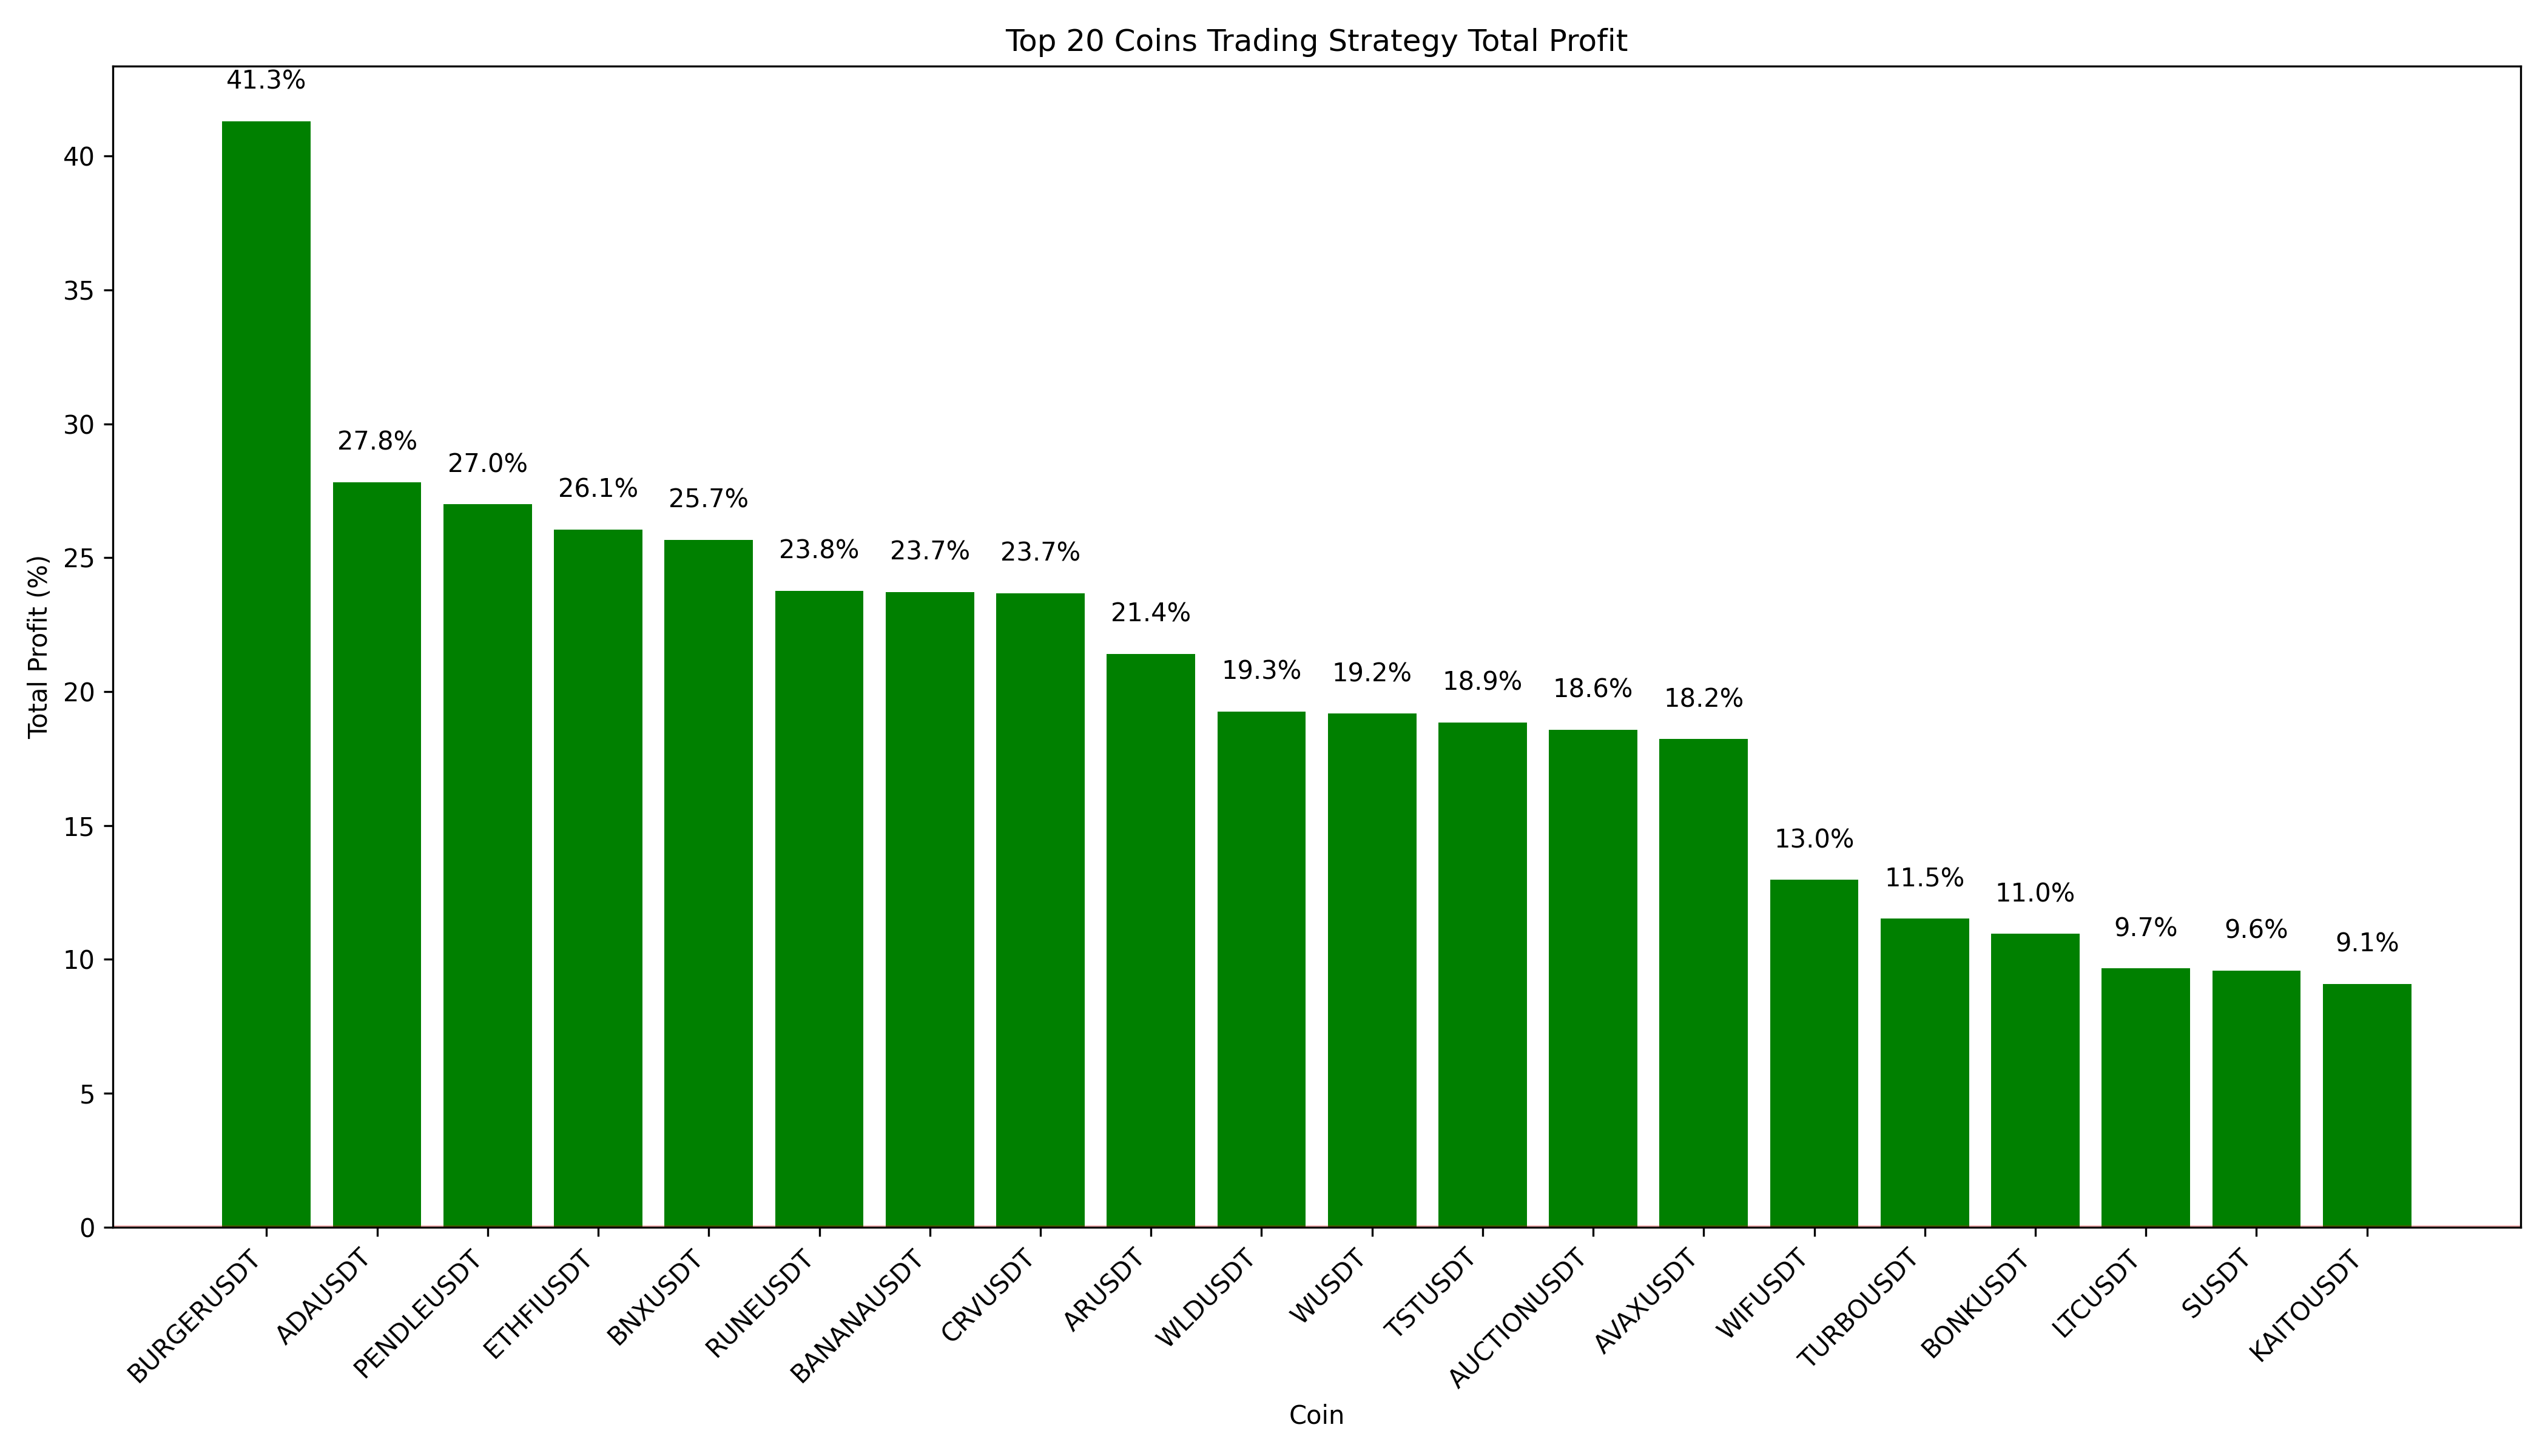 Top 20 Coins Trading Strategy Total Profit
41.3%
27.8%
27.0%
26.1%
25.7%
23.8%
23.7%
23.7%
21.4%
19.3%
19.2%
18.9%
18.6%
18.2%
13.0%
11.5%
11.0%
9.7%
9.6%
9.1%
Total Profit (%)
40
35
30
25
20
15
10
5
0
BURGERUSDT
ADAUSDT
PENDLEUSDT
ETHFIUSDT
BNXUSDT
RUNEUSDT
BANANAUSDT
CRVUSDT
ARUSDT
WLDUSDT
WUSDT
TSTUSDT
AUCTIONUSDT
AVAXUSDT
WIFUSDT
TURBOUSDT
BONKUSDT
LTCUSDT
SUSDT
KAITOUSDT
Coin